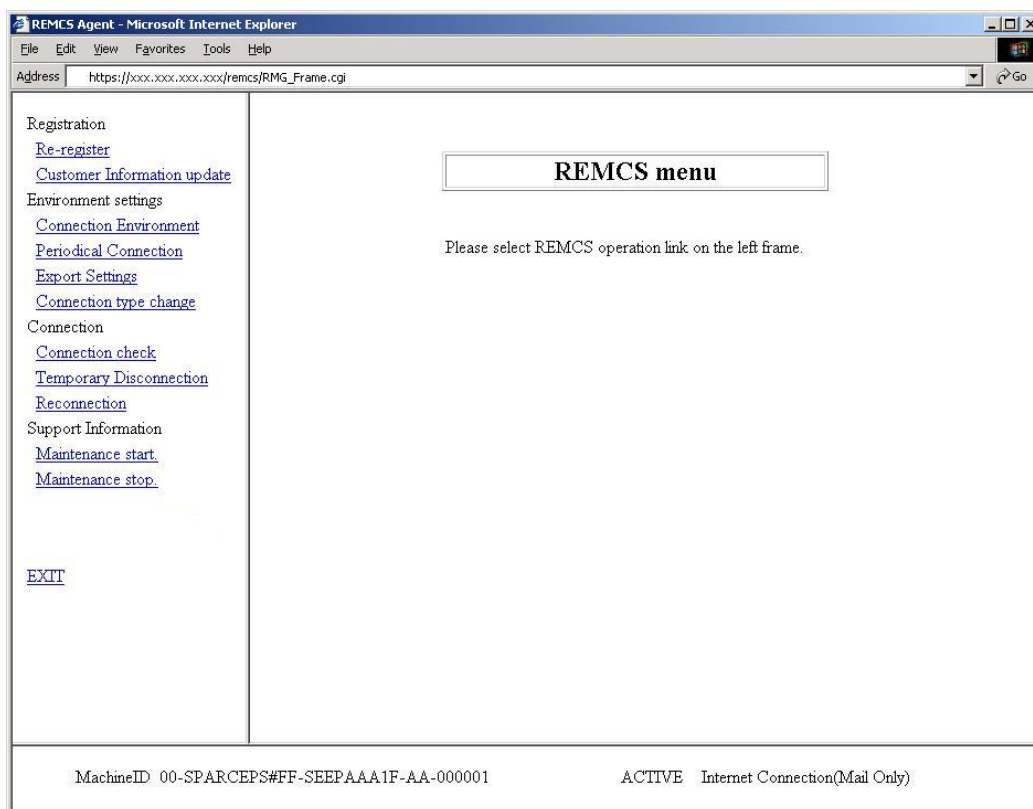 REMCS Agent - Microsoft Internet Explorer
File Edit View Favorites Tools Help
Address https://xxx.xxx.xxx.xxx/remcs/RMG_Frame.cgi Go
Registration
Re-register
Customer Information update
Environment settings
Connection Environment
Periodical Connection
Export Settings
Connection type change
Connection
Connection check
Temporary Disconnection
Reconnection
Support Information
Maintenance start.
Maintenance stop.
EXIT
REMCS menu
Please select REMCS operation link on the left frame.
MachineID 00-SPARCEPS#FF-SEEPAAA1F-AA-000001 ACTIVE Internet Connection(Mail Only)